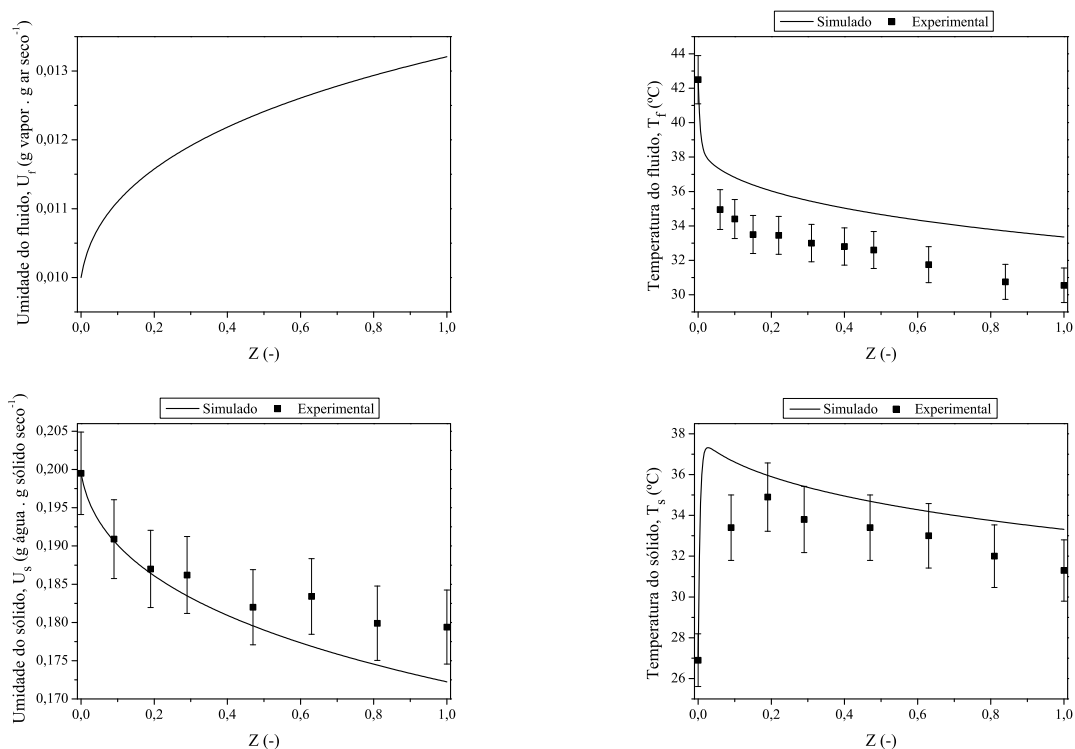 Umidade do fluido, U_f (g vapor . g ar seco⁻¹)
0,013
0,012
0,011
0,010
0,0 0,2 0,4 0,6 0,8 1,0
Z (-)
Simulado Experimental
Temperatura do fluido, T_f (ºC)
44
42
40
38
36
34
32
30
0,0 0,2 0,4 0,6 0,8 1,0
Z (-)
Simulado Experimental
Umidade do sólido, U_s (g água . g sólido seco⁻¹)
0,205
0,200
0,195
0,190
0,185
0,180
0,175
0,170
0,0 0,2 0,4 0,6 0,8 1,0
Z (-)
Simulado Experimental
Temperatura do sólido, T_s (ºC)
38
36
34
32
31
28
27
26
0,0 0,2 0,4 0,6 0,8 1,0
Z (-)